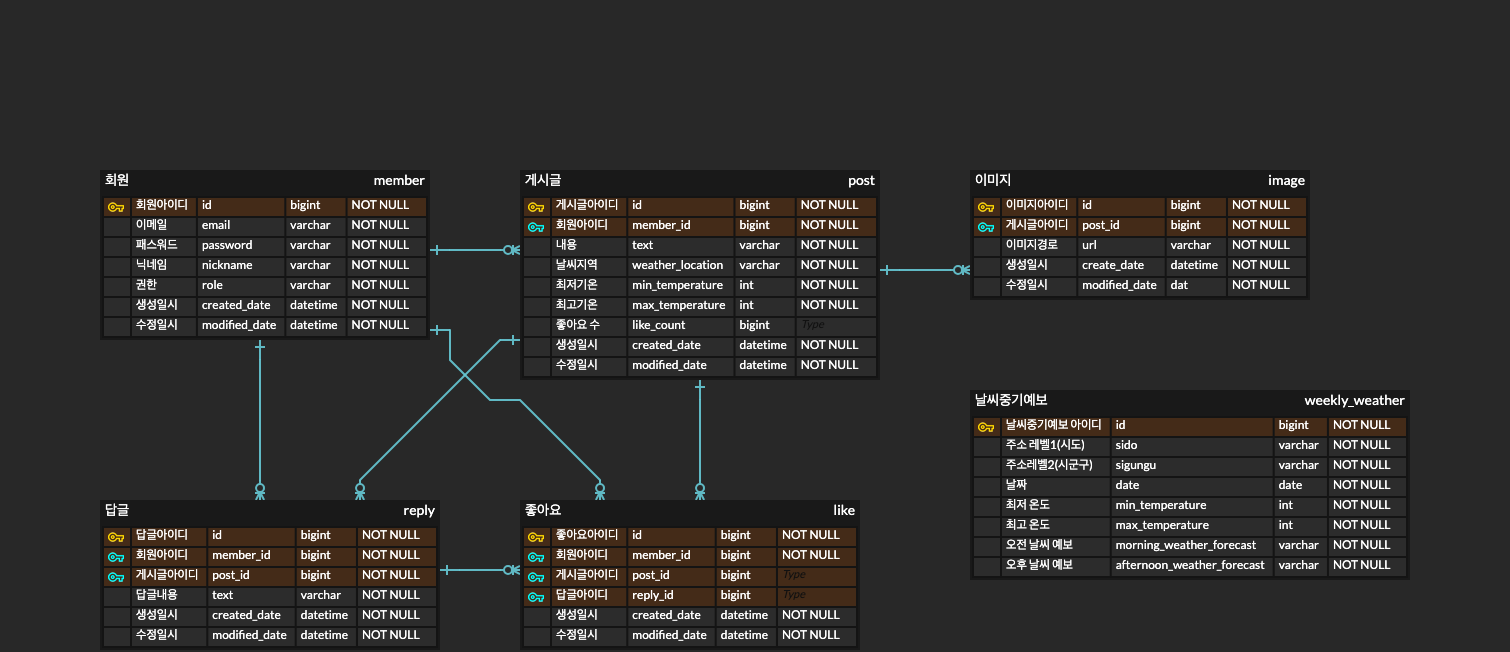 회원 member
회원아이디 id bigint NOT NULL
이메일 email varchar NOT NULL
패스워드 password varchar NOT NULL
닉네임 nickname varchar NOT NULL
권한 role varchar NOT NULL
생성일시 created_date datetime NOT NULL
수정일시 modified_date datetime NOT NULL
게시글 post
게시글아이디 id bigint NOT NULL
회원아이디 member_id bigint NOT NULL
내용 text varchar NOT NULL
날씨지역 weather_location varchar NOT NULL
최저기온 min_temperature int NOT NULL
최고기온 max_temperature int NOT NULL
좋아요 수 like_count bigint Type
생성일시 created_date datetime NOT NULL
수정일시 modified_date datetime NOT NULL
이미지 image
이미지아이디 id bigint NOT NULL
게시글아이디 post_id bigint NOT NULL
이미지경로 url varchar NOT NULL
생성일시 create_date datetime NOT NULL
수정일시 modified_date dat NOT NULL
날씨중기예보 weekly_weather
날씨중기예보 아이디 id bigint NOT NULL
주소 레벨1(시도) sido varchar NOT NULL
주소레벨2(시군구) sigungu varchar NOT NULL
날짜 date date NOT NULL
최저 온도 min_temperature int NOT NULL
최고 온도 max_temperature int NOT NULL
오전 날씨 예보 morning_weather_forecast varchar NOT NULL
오후 날씨 예보 afternoon_weather_forecast varchar NOT NULL
답글 reply
답글아이디 id bigint NOT NULL
회원아이디 member_id bigint NOT NULL
게시글아이디 post_id bigint NOT NULL
답글내용 text varchar NOT NULL
생성일시 created_date datetime NOT NULL
수정일시 modified_date datetime NOT NULL
좋아요 like
좋아요아이디 id bigint NOT NULL
회원아이디 member_id bigint NOT NULL
게시글아이디 post_id bigint Type
답글아이디 reply_id bigint Type
생성일시 created_date datetime NOT NULL
수정일시 modified_date datetime NOT NULL